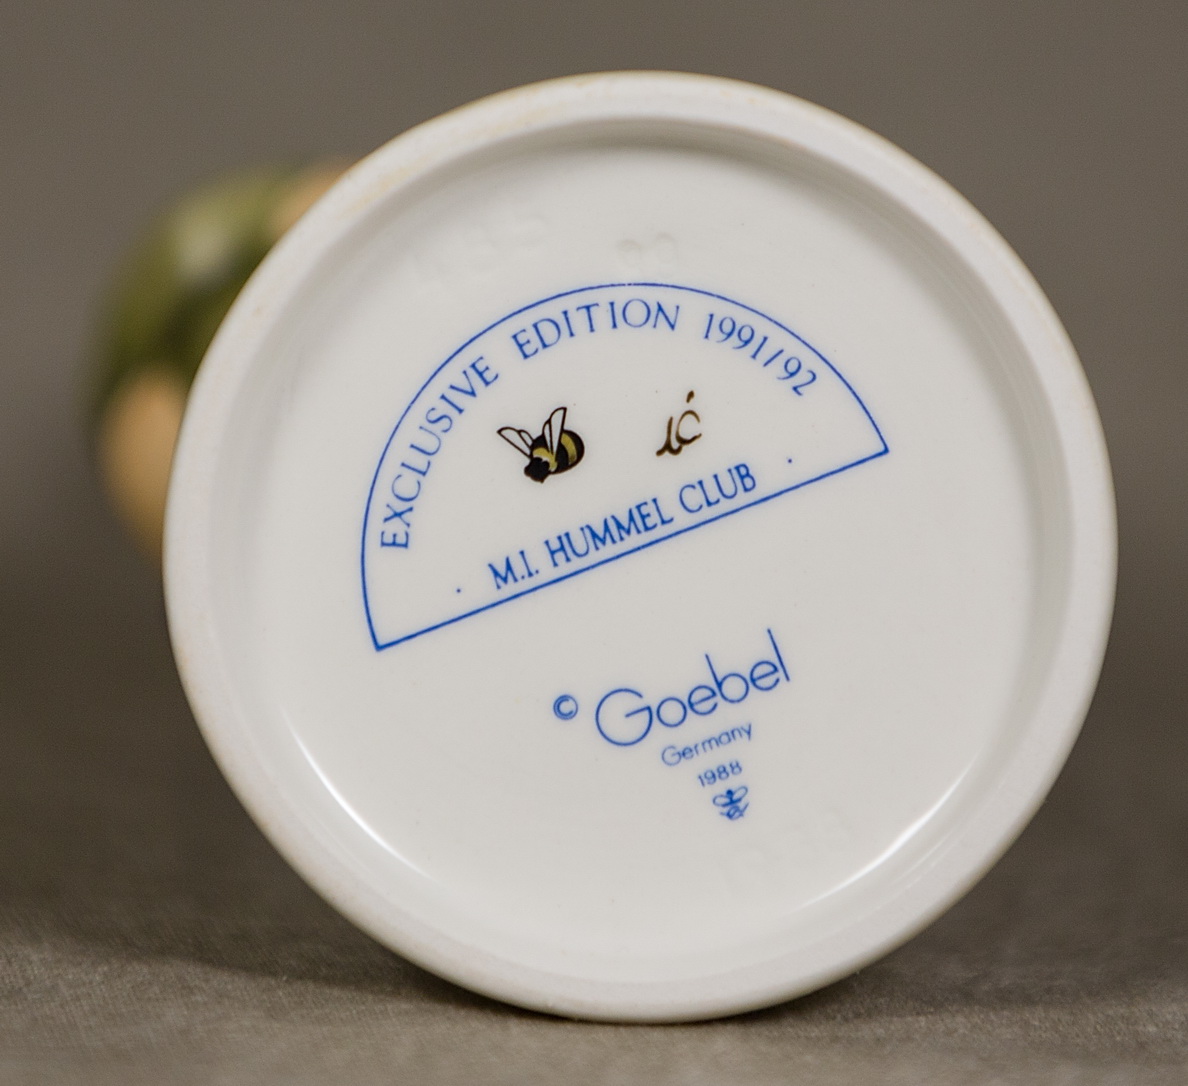 EXCLUSIVE EDITION 1991/92
M.I. HUMMEL CLUB
© Goebel
Germany
1988